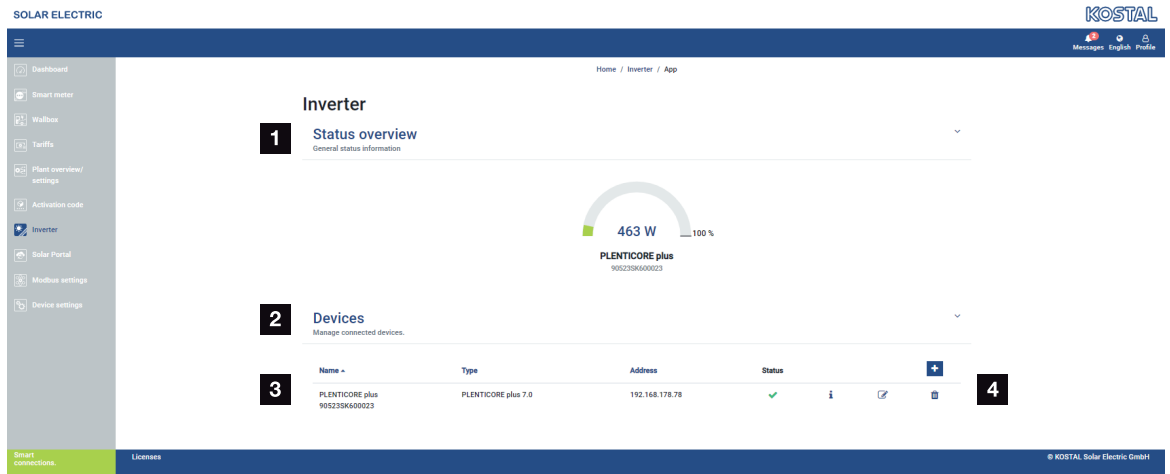 SOLAR ELECTRIC
KOSTAL
2
Messages English Profile
Dashboard
Smart meter
Wallbox
Tariffs
Plant overview/
settings
Activation code
Inverter
Solar Portal
Modbus settings
Device settings
Home / Inverter / App
Inverter
1
Status overview
General status information
463 W
100 %
PLENTICORE plus
90523SK600023
2
Devices
Manage connected devices.
Name Type Address Status +
3
PLENTICORE plus PLENTICORE plus 7.0 192.168.178.78 i
90523SK600023
4
Smart
connections.
Licenses
© KOSTAL Solar Electric GmbH